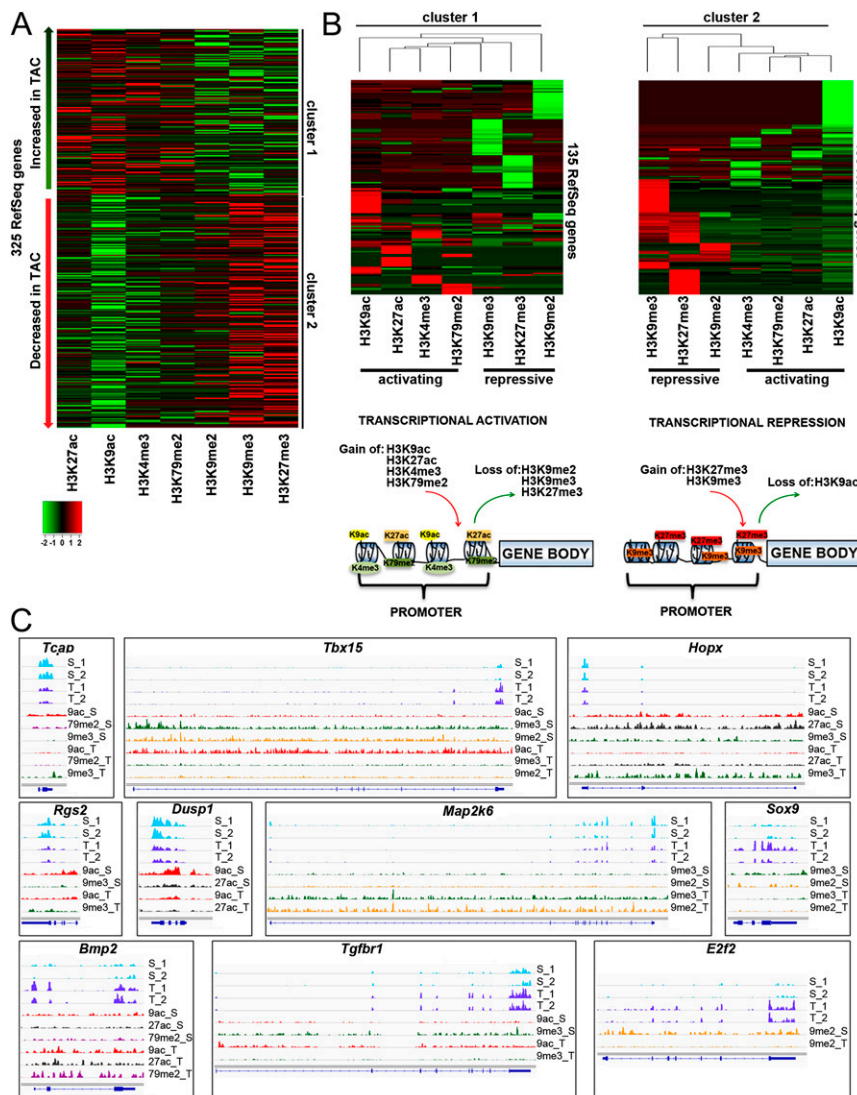 A
Increased in TAC
325 RefSeq genes
Decreased in TAC
cluster 1
cluster 2
H3K27ac
H3K9ac
H3K4me3
H3K79me2
H3K9me2
H3K9me3
H3K27me3
-2 -1 0 1 2
B
cluster 1
135 RefSeq genes
H3K9ac
H3K27ac
H3K4me3
H3K79me2
H3K9me3
H3K27me3
H3K9me2
activating
repressive
cluster 2
H3K9me3
H3K27me3
H3K9me2
H3K4me3
H3K79me2
H3K27ac
H3K9ac
repressive
activating
TRANSCRIPTIONAL ACTIVATION
Gain of:H3K9ac
H3K27ac
H3K4me3
H3K79me2
Loss of:H3K9me2
H3K9me3
H3K27me3
K9ac
K27ac
K9ac
K27ac
K4me3
K79me2
K4me3
K79me2
GENE BODY
PROMOTER
TRANSCRIPTIONAL REPRESSION
Gain of:H3K27me3
H3K9me3
Loss of:H3K9ac
K27me3
K27me3
K27me3
K9me3
K9me3
K9me3
GENE BODY
PROMOTER
C
Tcap
S_1
S_2
T_1
T_2
9ac_S
79me2_S
9me3_S
9ac_T
79me2_T
9me3_T
Tbx15
S_1
S_2
T_1
T_2
9ac_S
9me3_S
9me2_S
9ac_T
9me3_T
9me2_T
Hopx
S_1
S_2
T_1
T_2
9ac_S
27ac_S
9me3_S
9ac_T
27ac_T
9me3_T
Rgs2
S_1
S_2
T_1
T_2
9ac_S
9me3_S
9ac_T
9me3_T
Dusp1
S_1
S_2
T_1
T_2
9ac_S
27ac_S
9ac_T
27ac_T
Map2k6
S_1
S_2
T_1
T_2
9me3_S
9me2_S
9me3_T
9me2_T
Sox9
S_1
S_2
T_1
T_2
9me3_S
9me2_S
9me3_T
9me2_T
Bmp2
S_1
S_2
T_1
T_2
9ac_S
27ac_S
79me2_S
9ac_T
27ac_T
79me2_T
Tgfbr1
S_1
S_2
T_1
T_2
9ac_S
9me3_S
9ac_T
9me3_T
E2f2
S_1
S_2
T_1
T_2
9me2_S
9me2_T